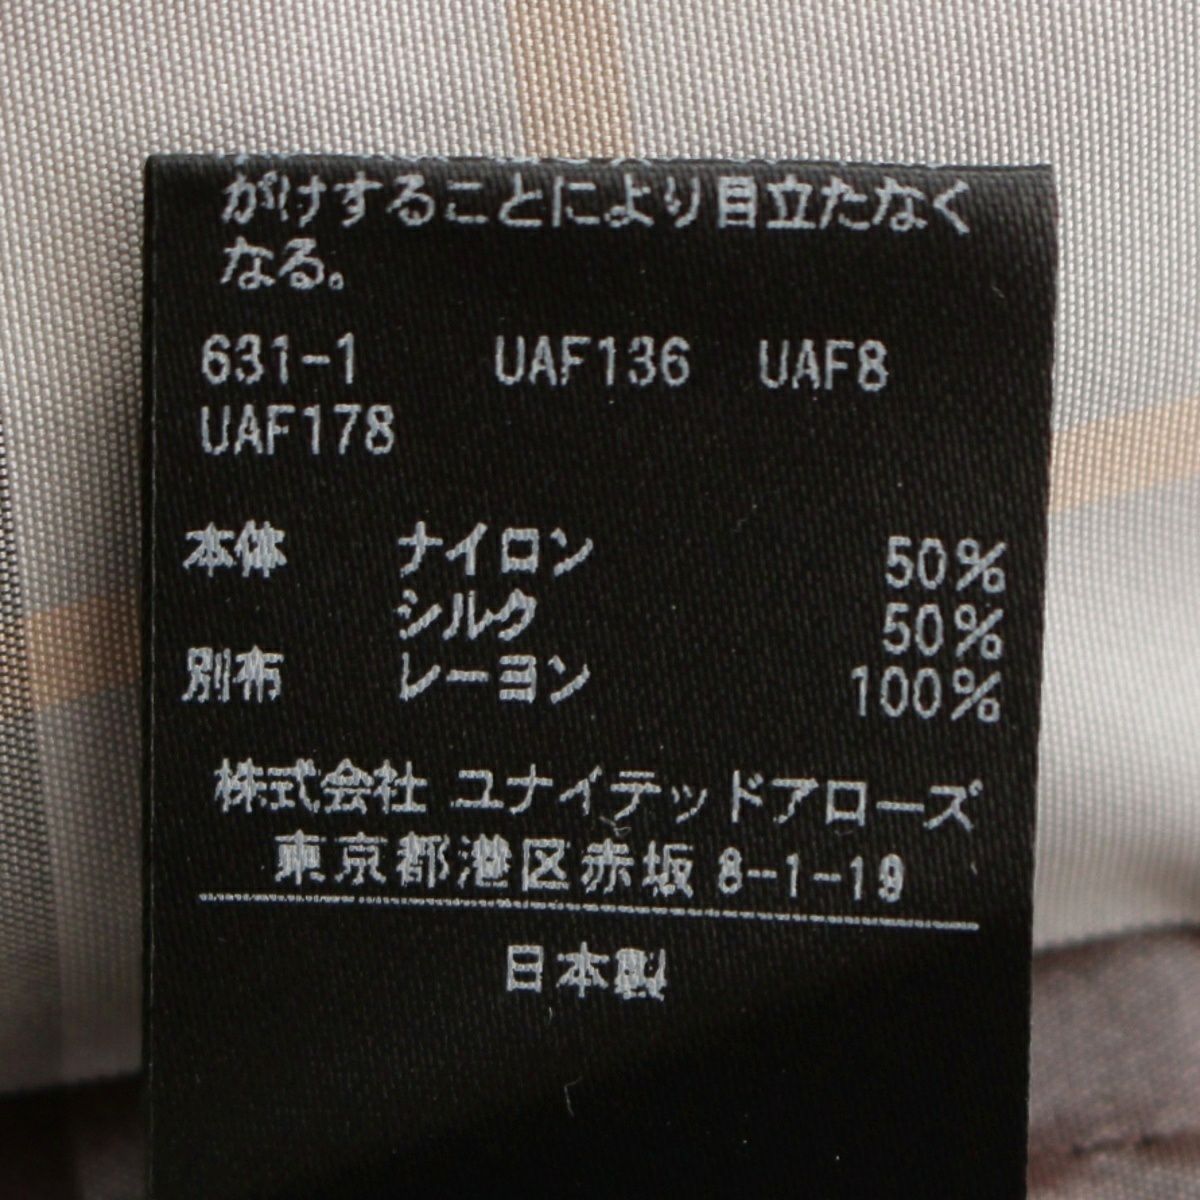 がけすることにより目立たなく
なる。
631-1 UAF136 UAF8
UAF178
本体 ナイロン 50%
シルク 50%
別布 レーヨン 100%
株式会社 ユナイテッドアローズ
東京都港区赤坂 8-1-19
日本製